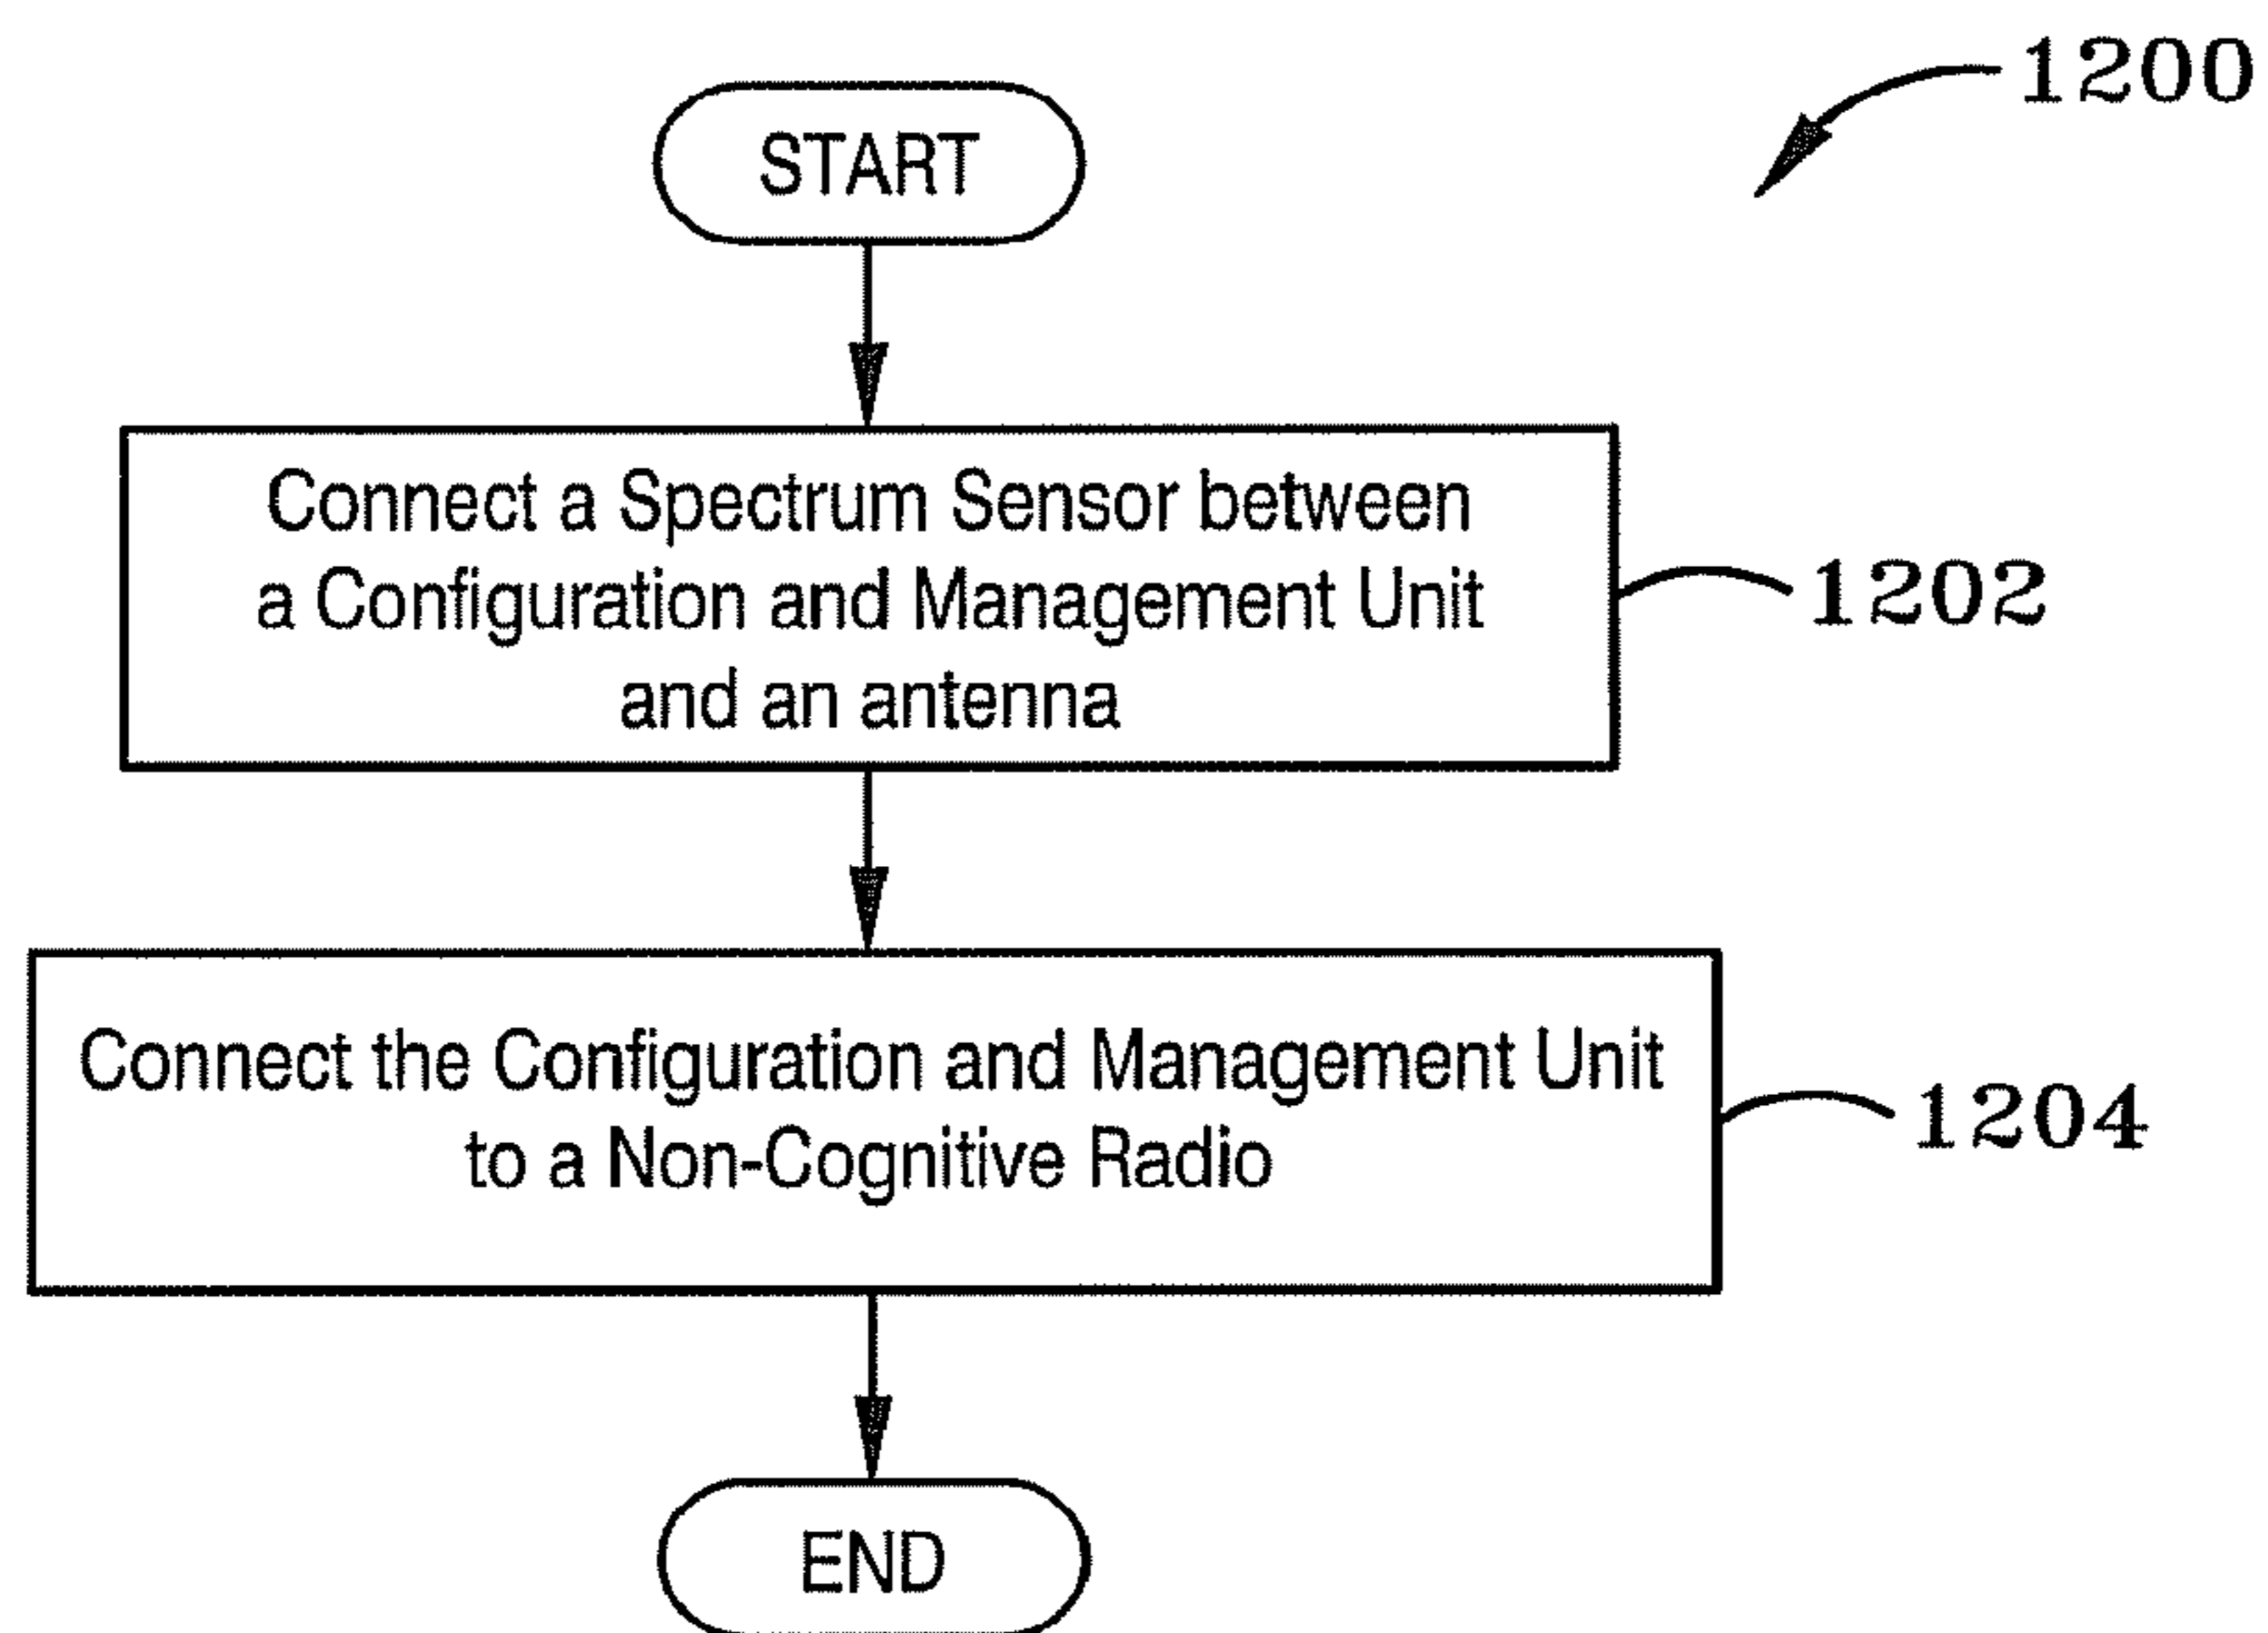 1200
START
Connect a Spectrum Sensor between
a Configuration and Management Unit
and an antenna
1202
Connect the Configuration and Management Unit
to a Non-Cognitive Radio
1204
END